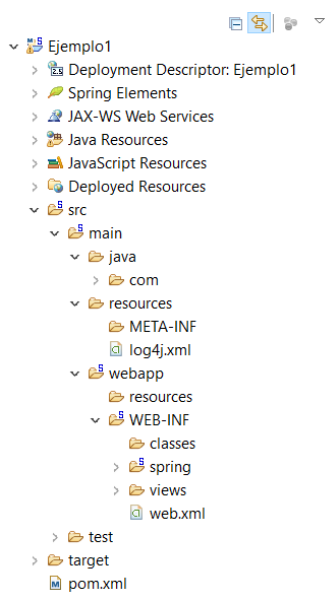 Ejemplo1
Deployment Descriptor: Ejemplo1
Spring Elements
JAX-WS Web Services
Java Resources
JavaScript Resources
Deployed Resources
src
main
java
com
resources
META-INF
log4j.xml
webapp
resources
WEB-INF
classes
spring
views
web.xml
test
target
pom.xml